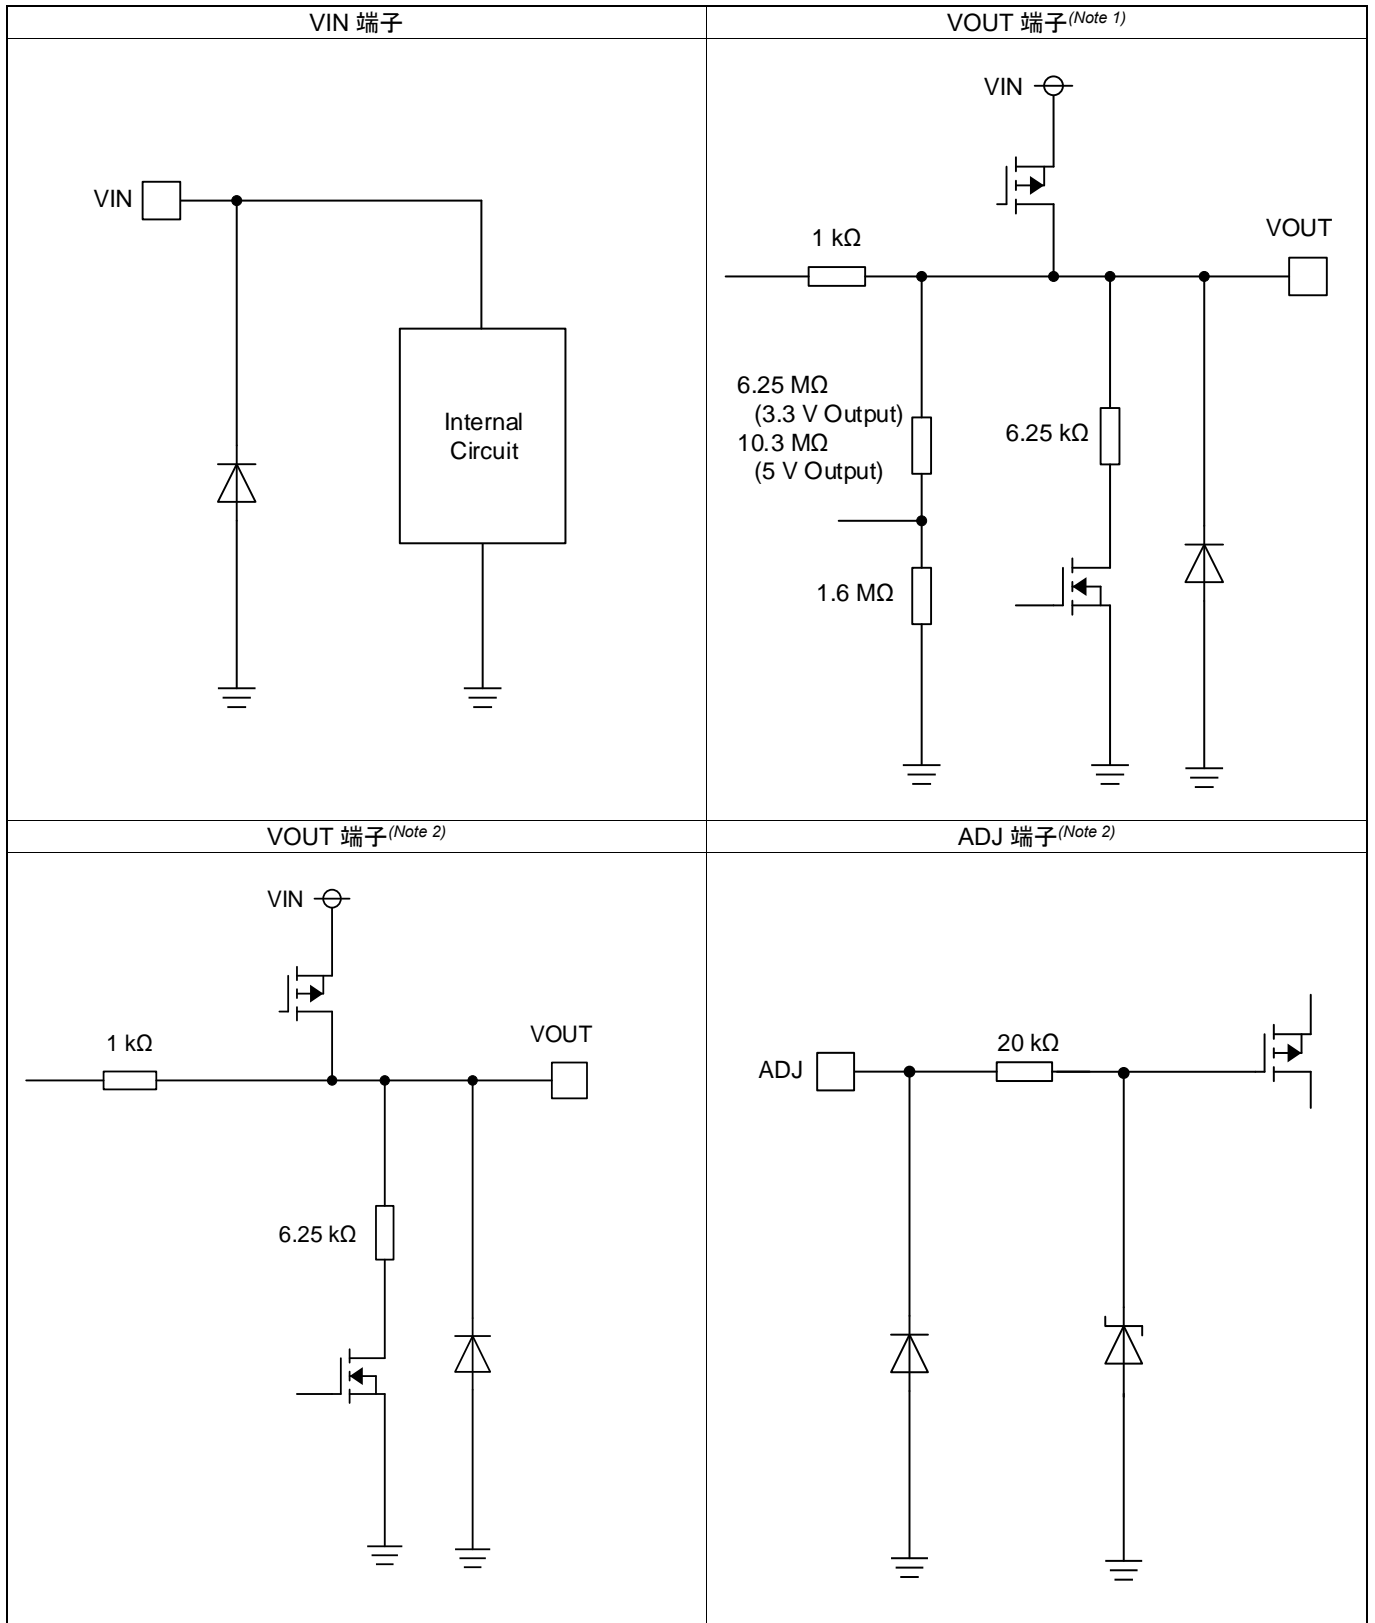 VIN 端子
VOUT 端子(Note 1)
VIN
Internal
Circuit
VIN
1 kΩ
VOUT
6.25 MΩ
(3.3 V Output)
10.3 MΩ
(5 V Output)
6.25 kΩ
1.6 MΩ
VOUT 端子(Note 2)
ADJ 端子(Note 2)
VIN
1 kΩ
VOUT
6.25 kΩ
ADJ
20 kΩ